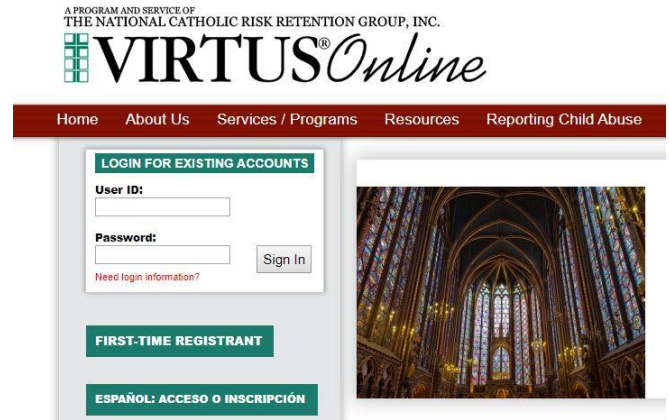 A PROGRAM AND SERVICE OF
THE NATIONAL CATHOLIC RISK RETENTION GROUP, INC.
VIRTUS® Online
Home About Us Services / Programs Resources Reporting Child Abuse
LOGIN FOR EXISTING ACCOUNTS
User ID:
Password:
Sign In
Need login information?
FIRST-TIME REGISTRANT
ESPAÑOL: ACCESO O INSCRIPCIÓN